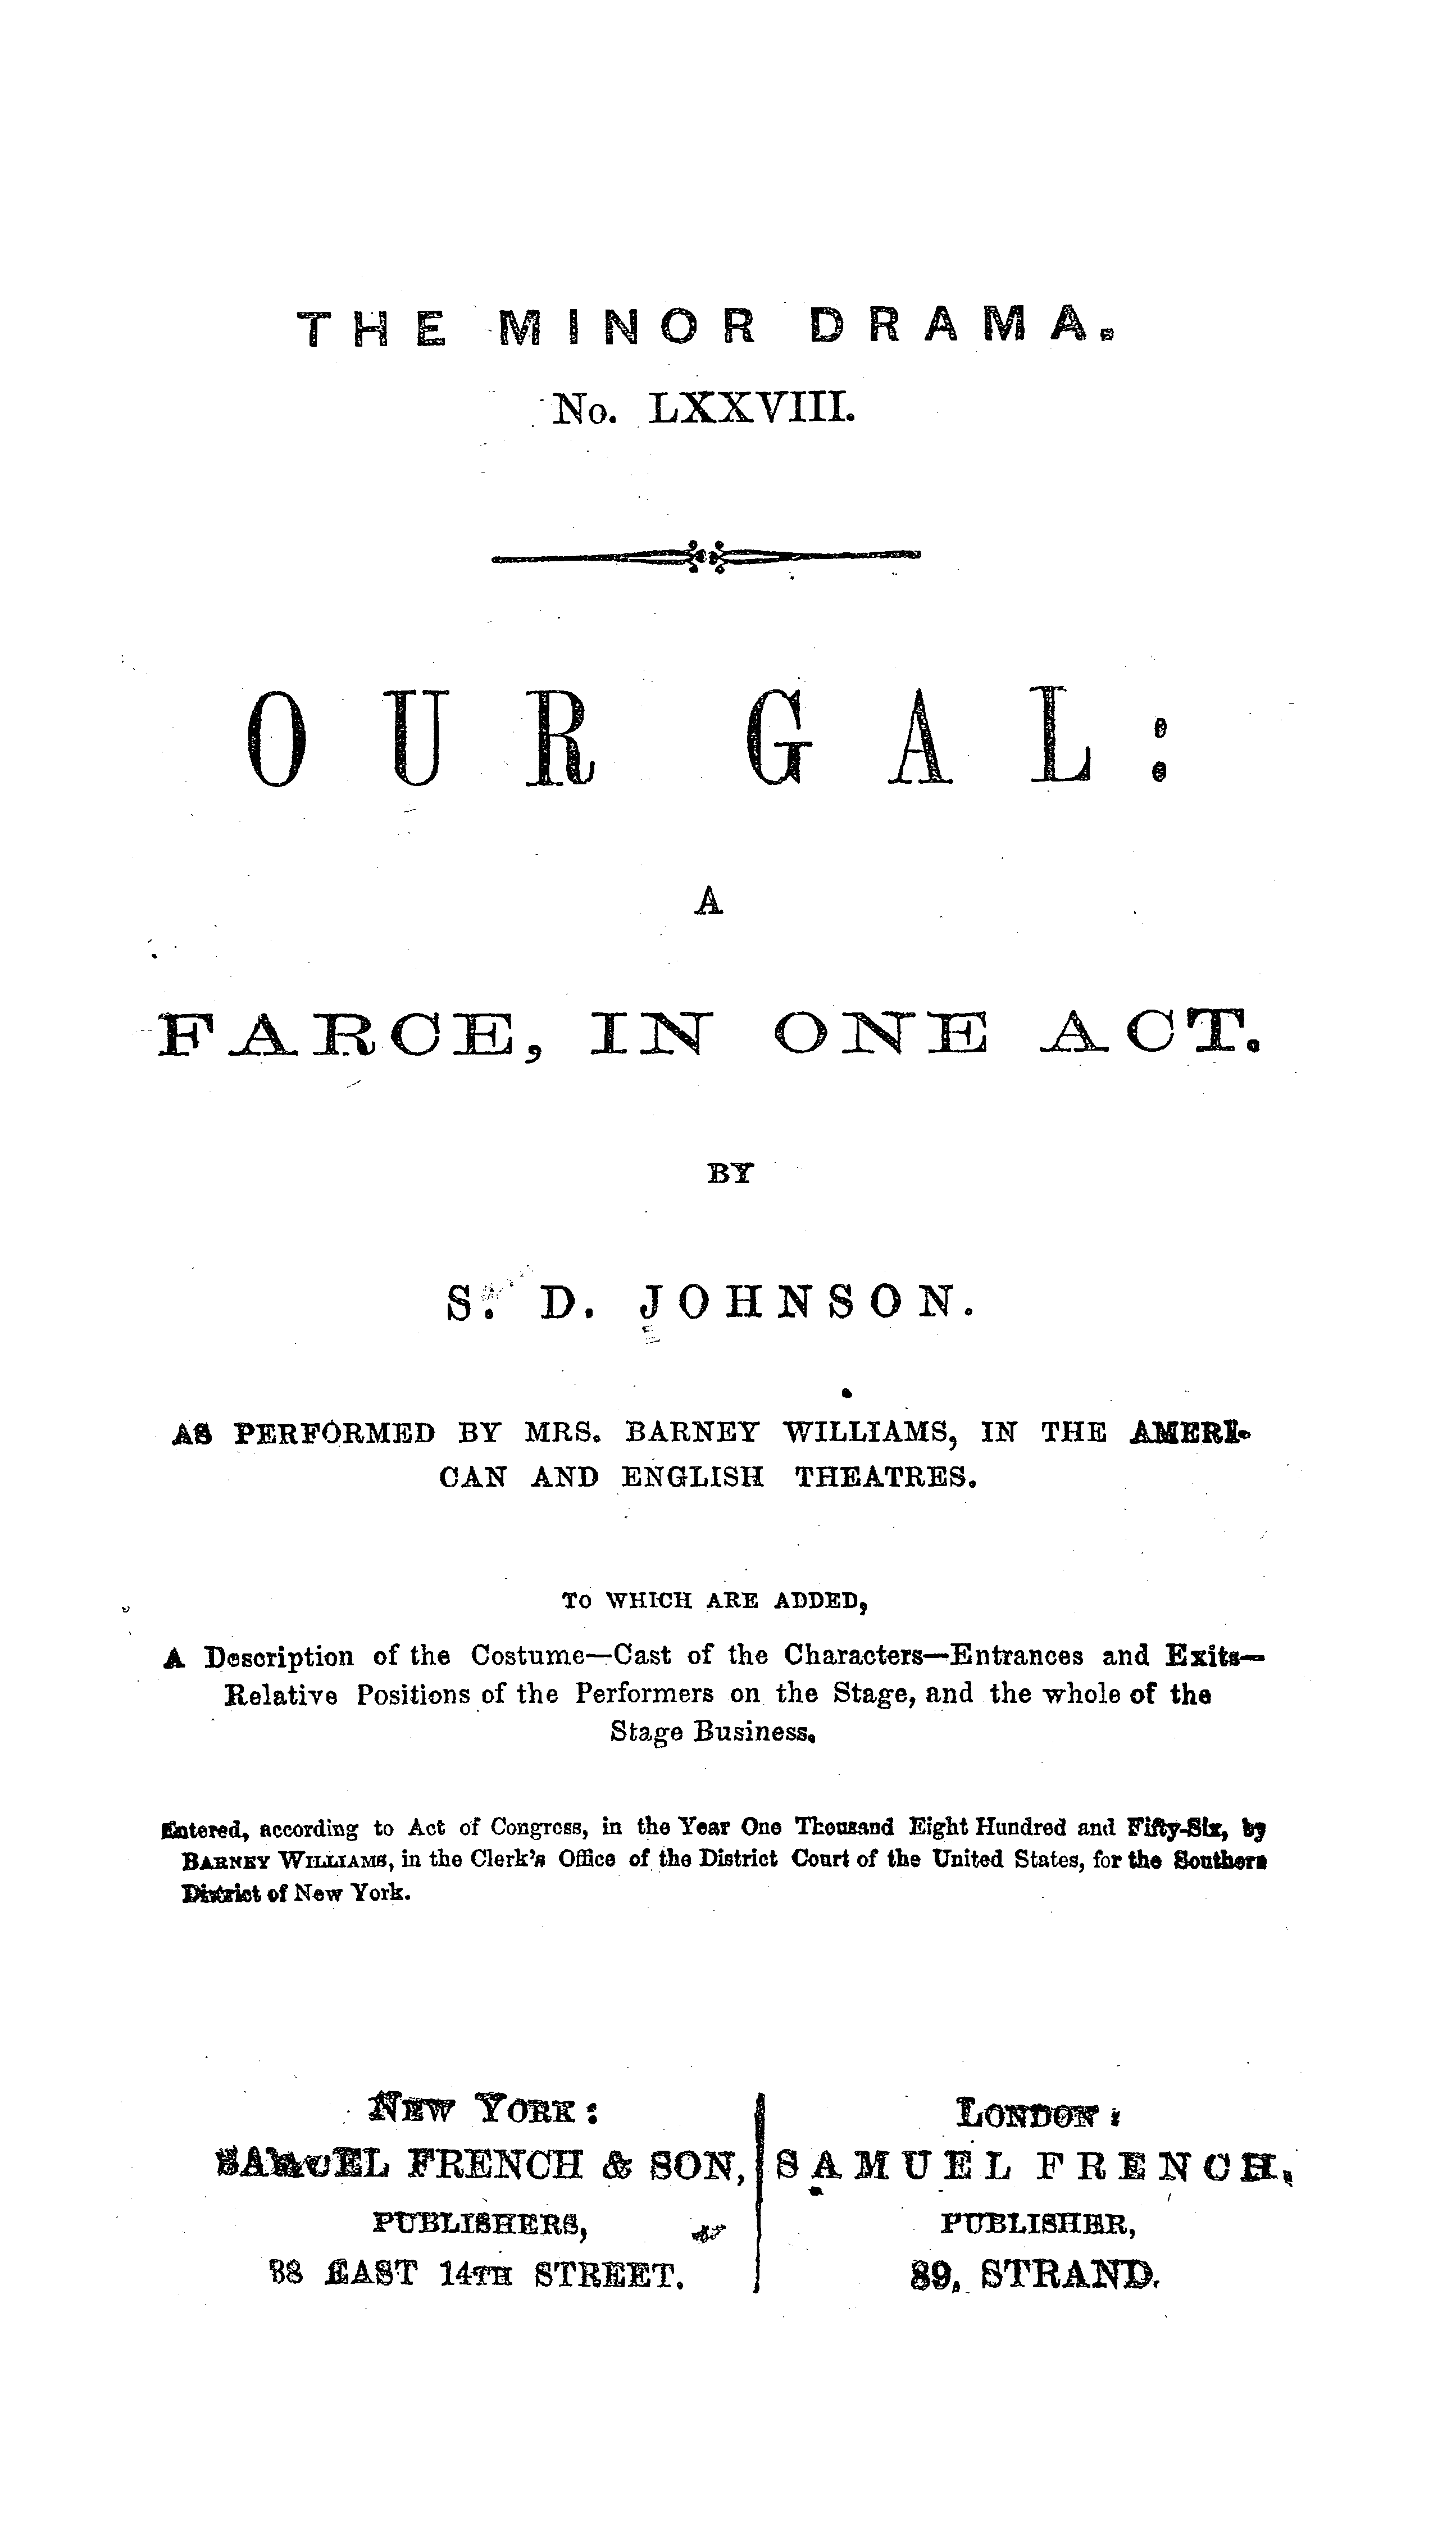 THE MINOR DRAMA.
No. LXXVIII.
OUR GAL:
A
FARCE, IN ONE ACT.
BY
S. D. JOHNSON.
AS PERFORMED BY MRS. BARNEY WILLIAMS, IN THE AMERI-
CAN AND ENGLISH THEATRES.
TO WHICH ARE ADDED,
A Description of the Costume—Cast of the Characters—Entrances and Exits—
Relative Positions of the Performers on the Stage, and the whole of the
Stage Business.
Entered, according to Act of Congress, in the Year One Thousand Eight Hundred and Fifty-Six, by
BARNEY WILLIAMS, in the Clerk's Office of the District Court of the United States, for the Southern
District of New York.
NEW YORK:
SAMUEL FRENCH & SON,
PUBLISHERS,
EAST 14TH STREET.
LONDON:
SAMUEL FRENCH,
PUBLISHER,
89, STRAND.